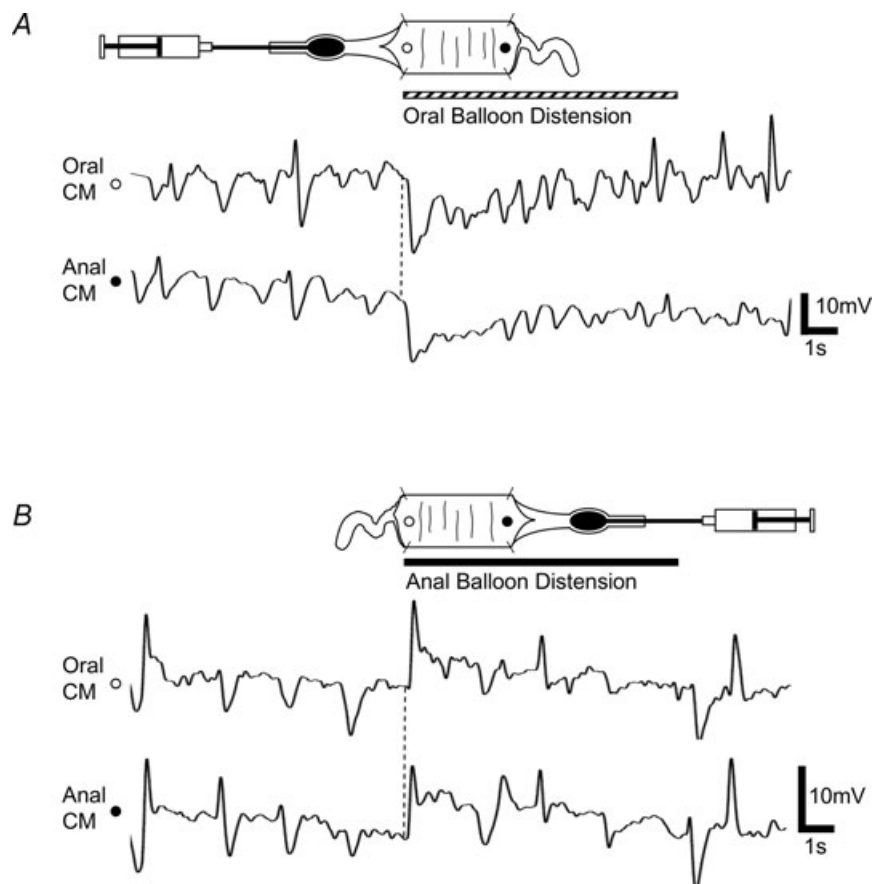 A
Oral Balloon Distension
Oral
CM
Anal
CM
10mV
1s
B
Anal Balloon Distension
Oral
CM
Anal
CM
10mV
1s